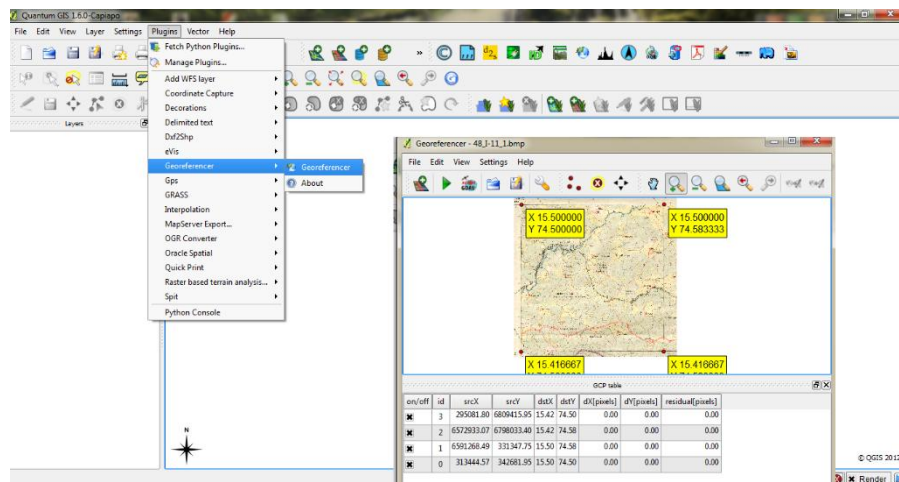 Quantum GIS 1.6.0-Capiapo
File Edit View Layer Settings Plugins Vector Help
Fetch Python Plugins...
Manage Plugins...
Add WFS layer
Coordinate Capture
Decorations
Delimited text
Dxf2Shp
eVis
Georeferencer
Gps
GRASS
Interpolation
MapServer Export...
OGR Converter
Oracle Spatial
Quick Print
Raster based terrain analysis...
Spit
Python Console
Georeferencer
About
Layers
N
Georeferencer - 48_I-11_1.bmp
File Edit View Settings Help
X 15.500000
Y 74.500000
X 15.500000
Y 74.583333
X 15.416667
X 15.416667
GCP table
on/off id srcX srcY dstX dstY dX[pixels] dY[pixels] residual[pixels]
3 295081.80 6809415.95 15.42 74.50 0.00 0.00 0.00
2 6572933.07 6798033.40 15.42 74.58 0.00 0.00 0.00
1 6591268.49 331347.75 15.50 74.58 0.00 0.00 0.00
0 313444.57 342681.95 15.50 74.50 0.00 0.00 0.00
© QGIS 2012
Render